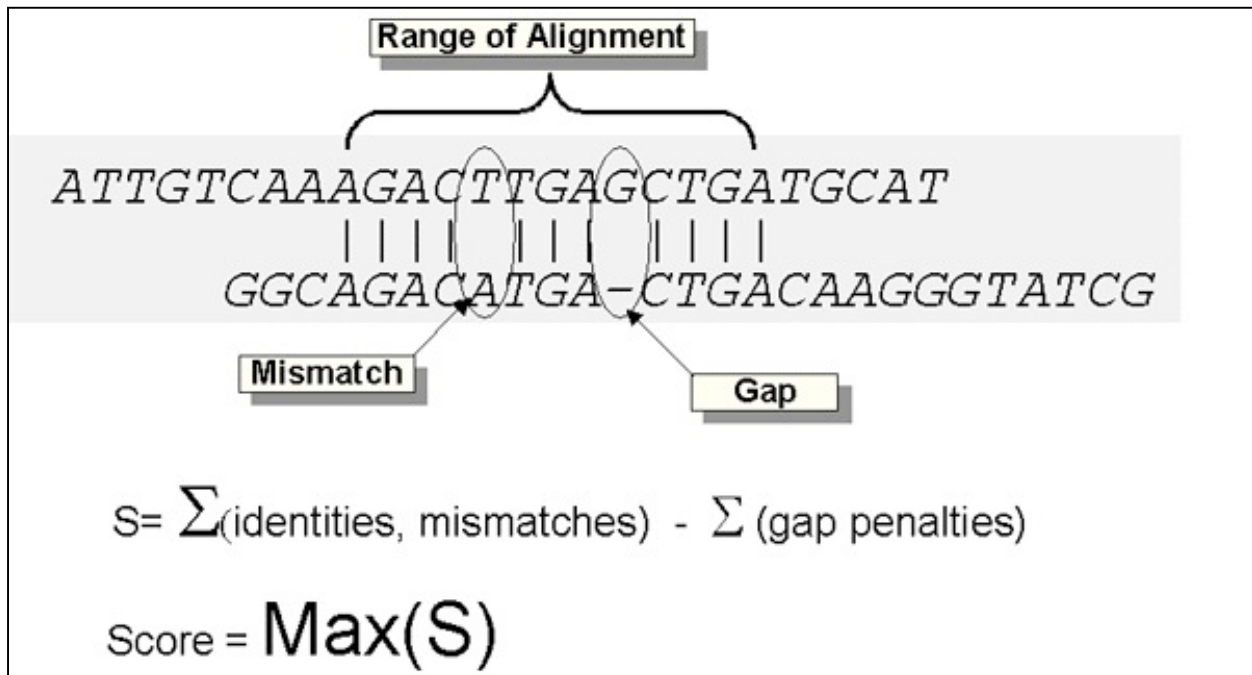 Range of Alignment
ATTGTCAAAGACTTGAGCTGATGCAT
GGCAGACATGA-CTGACAAGGGTATCG
Mismatch
Gap
S= Σ(identities, mismatches) - Σ (gap penalties)
Score = Max(S)